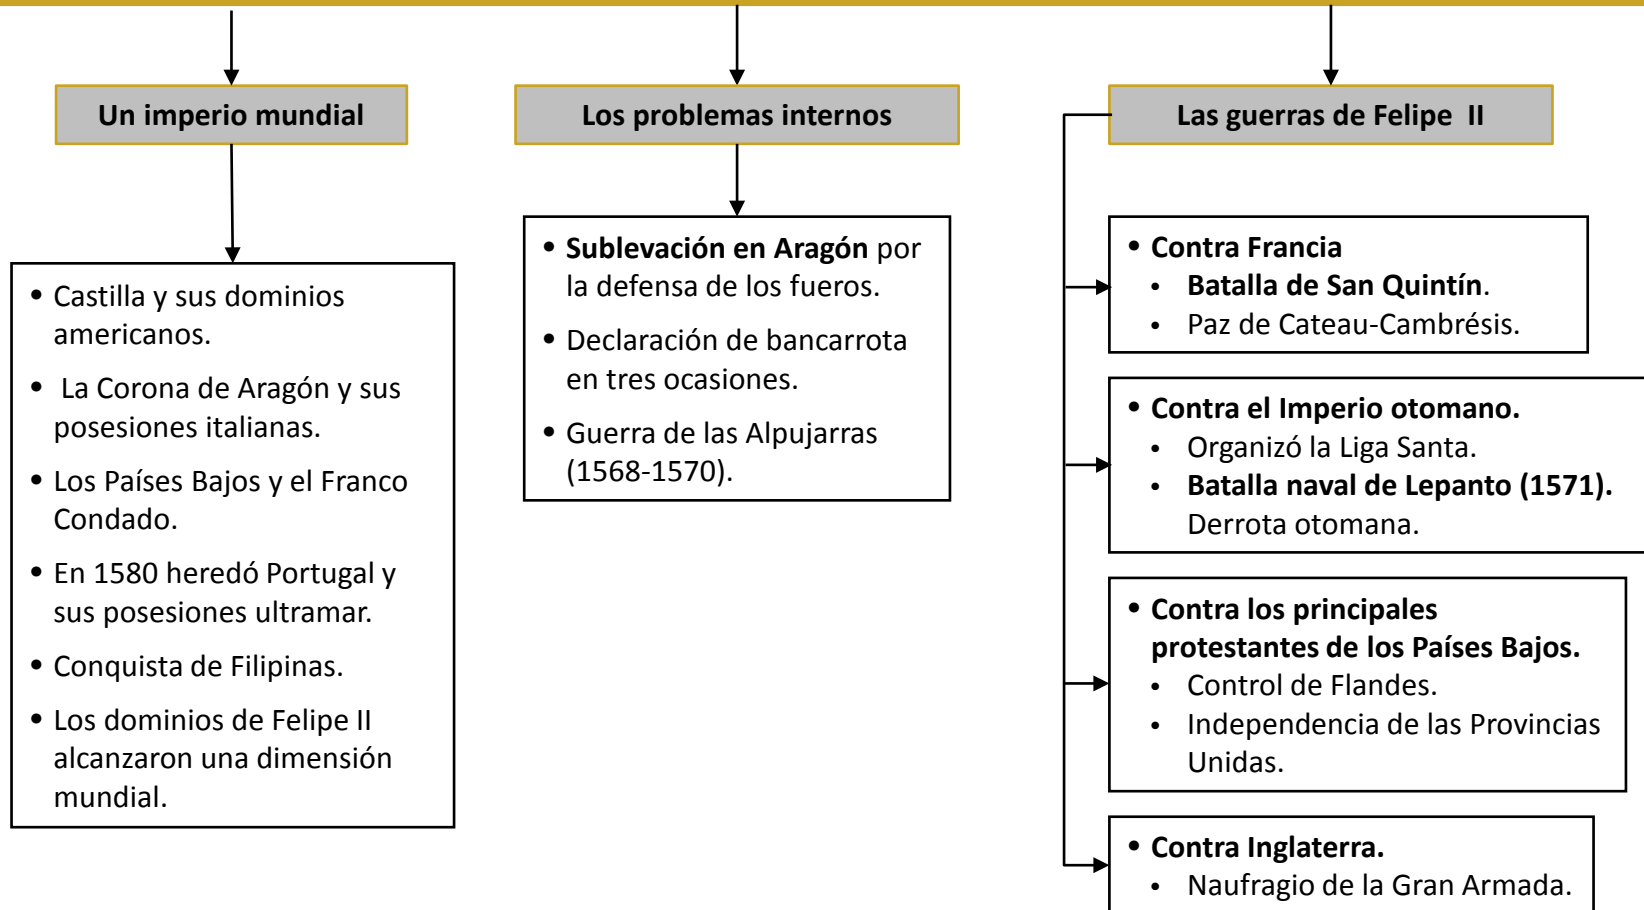 Un imperio mundial
• Castilla y sus dominios
americanos.
• La Corona de Aragón y sus
posesiones italianas.
• Los Países Bajos y el Franco
Condado.
• En 1580 heredó Portugal y
sus posesiones ultramar.
• Conquista de Filipinas.
• Los dominios de Felipe II
alcanzaron una dimensión
mundial.
Los problemas internos
• Sublevación en Aragón por
la defensa de los fueros.
• Declaración de bancarrota
en tres ocasiones.
• Guerra de las Alpujarras
(1568-1570).
Las guerras de Felipe II
• Contra Francia
• Batalla de San Quintín.
• Paz de Cateau-Cambrésis.
• Contra el Imperio otomano.
• Organizó la Liga Santa.
• Batalla naval de Lepanto (1571).
Derrota otomana.
• Contra los principales
protestantes de los Países Bajos.
• Control de Flandes.
• Independencia de las Provincias
Unidas.
• Contra Inglaterra.
• Naufragio de la Gran Armada.